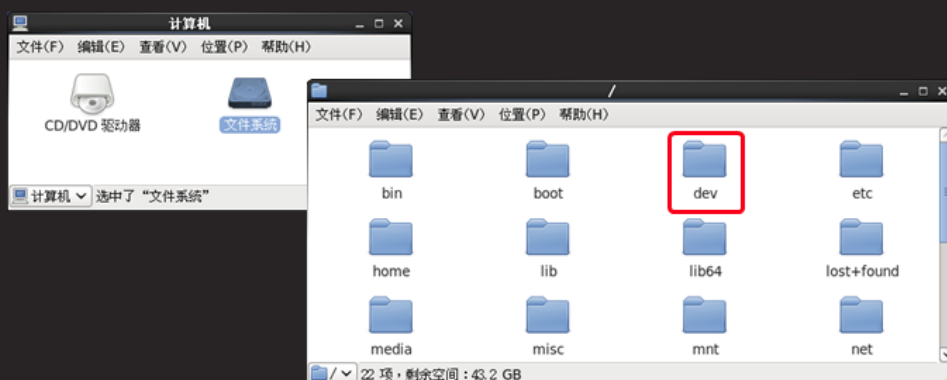 计算机
文件(F) 编辑(E) 查看(V) 位置(P) 帮助(H)
CD/DVD 驱动器 文件系统
计算机 选中了“文件系统”
/
文件(F) 编辑(E) 查看(V) 位置(P) 帮助(H)
bin boot dev etc
home lib lib64 lost+found
media misc mnt net
/ 22 项，剩余空间：43.2 GB